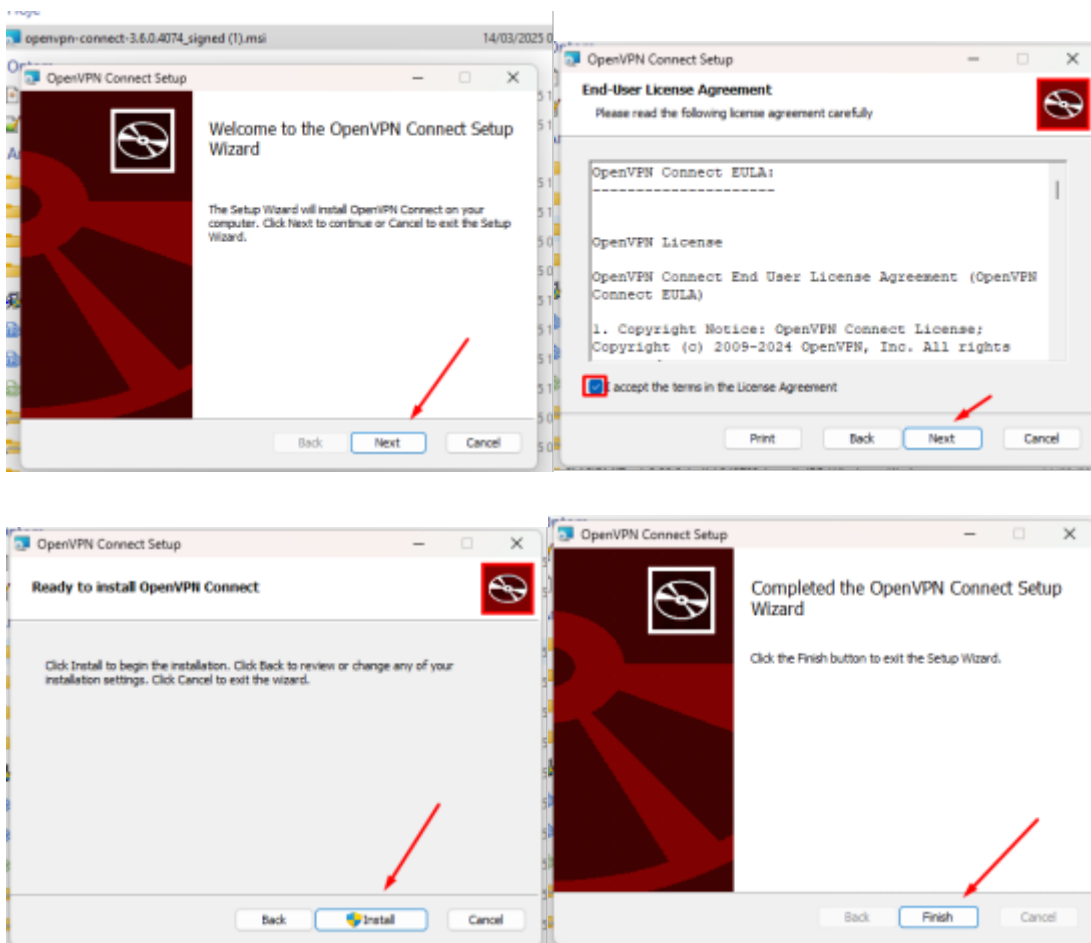 Hoje
openvpn-connect-3.6.0.4074_signed (1).msi 14/03/2025 0
OpenVPN Connect Setup
Welcome to the OpenVPN Connect Setup
Wizard
The Setup Wizard will install OpenVPN Connect on your
computer. Click Next to continue or Cancel to exit the Setup
Wizard.
Back Next Cancel
OpenVPN Connect Setup
End-User License Agreement
Please read the following license agreement carefully
OpenVPN Connect EULA:
----------------------
OpenVPN License
OpenVPN Connect End User License Agreement (OpenVPN
Connect EULA)
1. Copyright Notice: OpenVPN Connect License;
Copyright (c) 2009-2024 OpenVPN, Inc. All rights
I accept the terms in the License Agreement
Print Back Next Cancel
OpenVPN Connect Setup
Ready to install OpenVPN Connect
Click Install to begin the installation. Click Back to review or change any of your
installation settings. Click Cancel to exit the wizard.
Back Install Cancel
OpenVPN Connect Setup
Completed the OpenVPN Connect Setup
Wizard
Click the Finish button to exit the Setup Wizard.
Back Finish Cancel